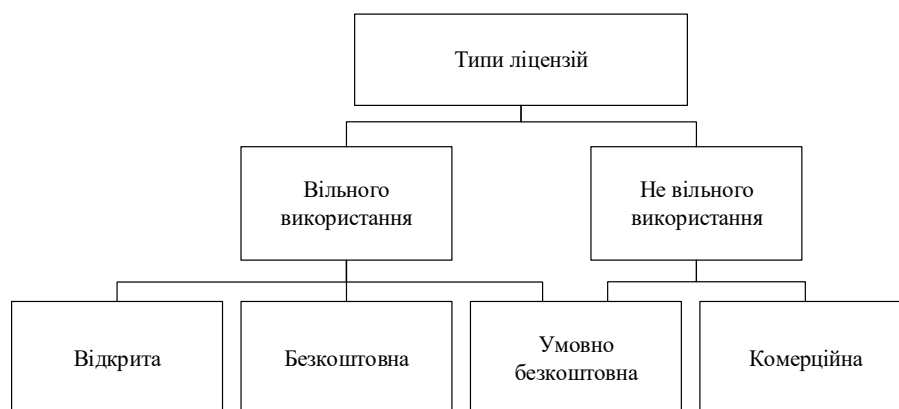 Типи ліцензій
Вільного
використання
Не вільного
використання
Відкрита
Безкоштовна
Умовно
безкоштовна
Комерційна